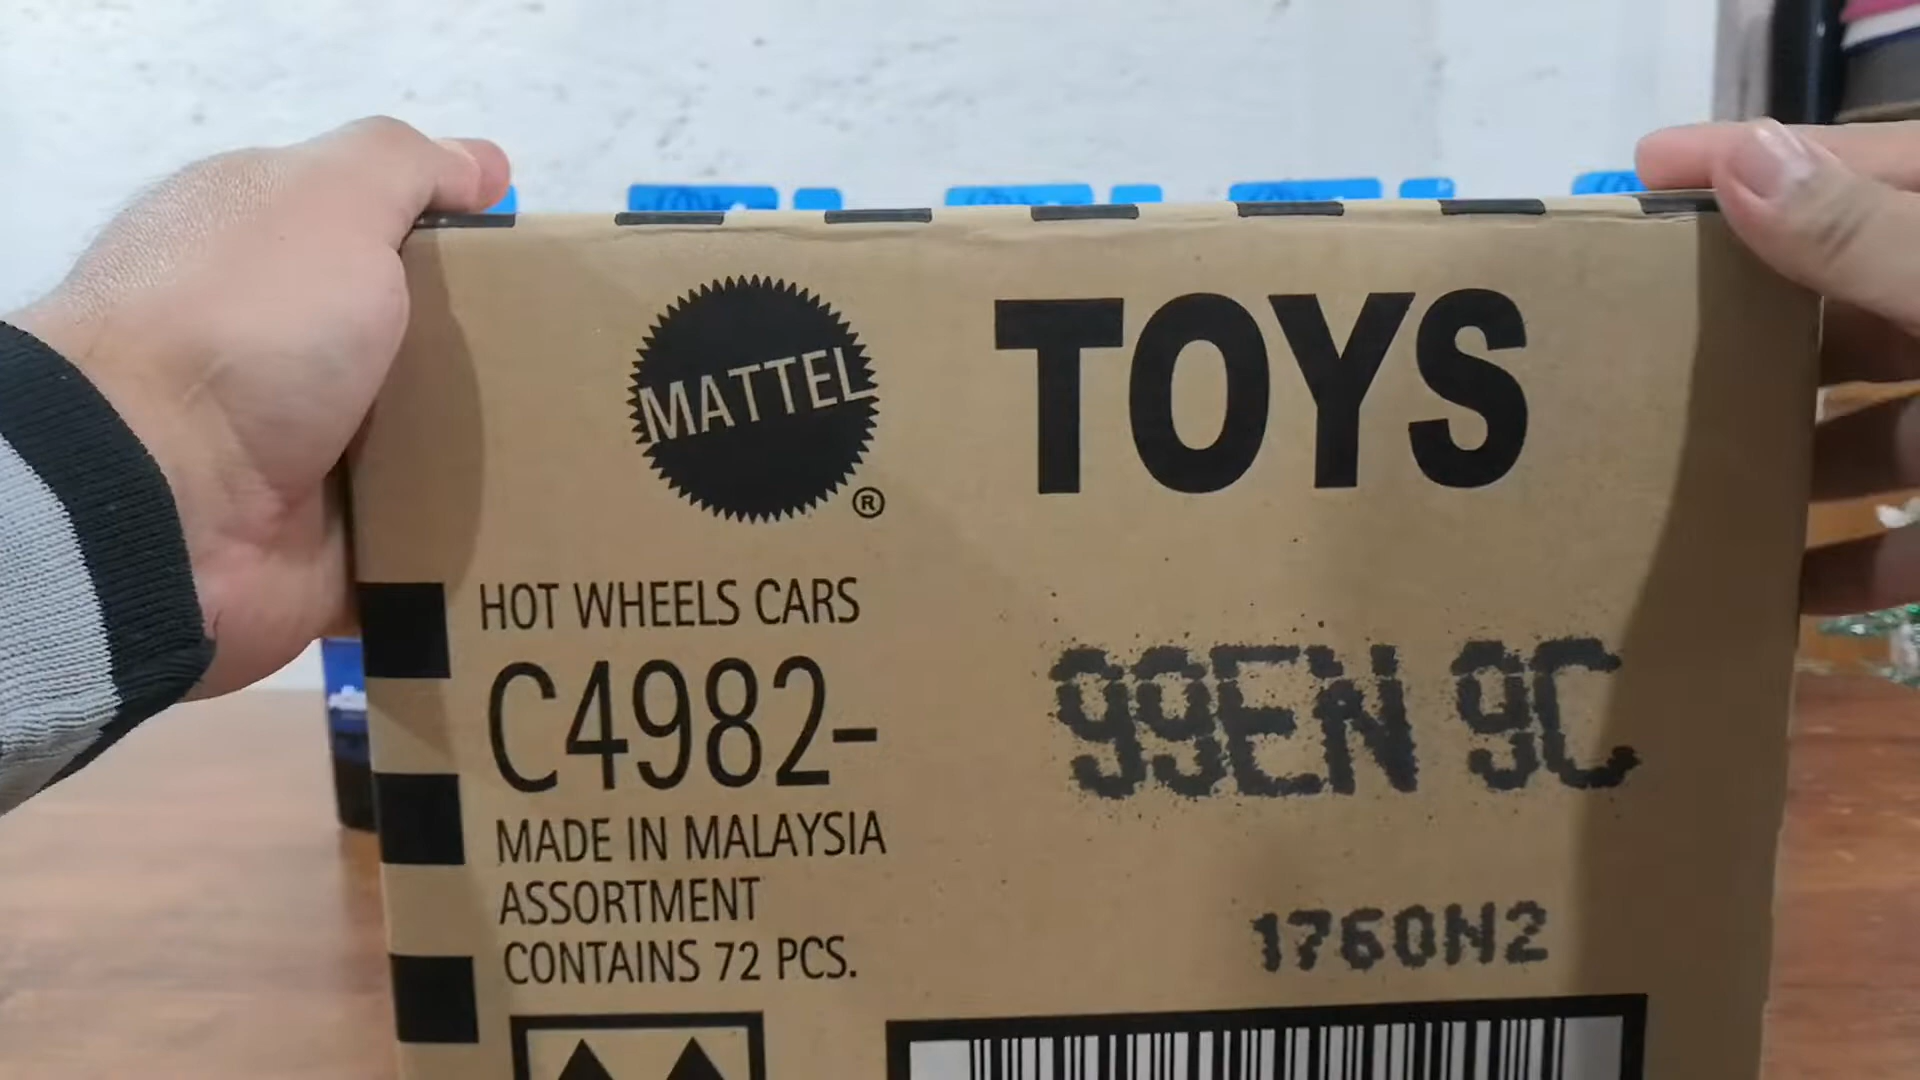 MATTEL
®
TOYS
HOT WHEELS CARS
C4982-
99EN 9C
MADE IN MALAYSIA
ASSORTMENT
CONTAINS 72 PCS.
1760N2